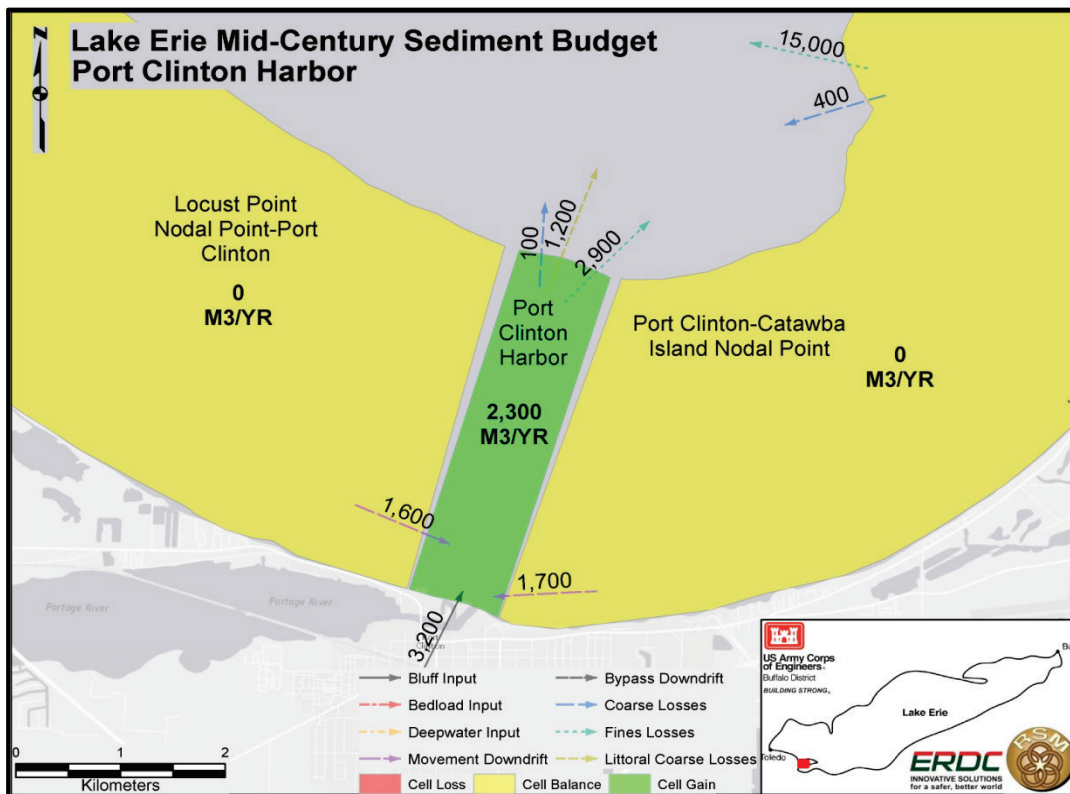 Lake Erie Mid-Century Sediment Budget
Port Clinton Harbor
N
15,000
400
100
1,200
2,900
Locust Point
Nodal Point-Port
Clinton
0
M3/YR
Port
Clinton
Harbor
2,300
M3/YR
Port Clinton-Catawba
Island Nodal Point
0
M3/YR
1,600
1,700
3,200
Portage River
Portage River
Clinton
Bluff Input
Bedload Input
Deepwater Input
Movement Downdrift
Bypass Downdrift
Coarse Losses
Fines Losses
Littoral Coarse Losses
Cell Loss
Cell Balance
Cell Gain
0 1 2
Kilometers
US Army Corps
of Engineers®
Buffalo District
BUILDING STRONG®
Bu
Lake Erie
Toledo
ERDC
INNOVATIVE SOLUTIONS
for a safer, better world
RSM